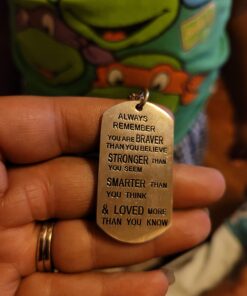 ALWAYS
REMEMBER
YOU ARE BRAVER
THAN YOU BELIEVE
STRONGER THAN
YOU SEEM
SMARTER THAN
YOU THINK
& LOVED MORE
THAN YOU KNOW